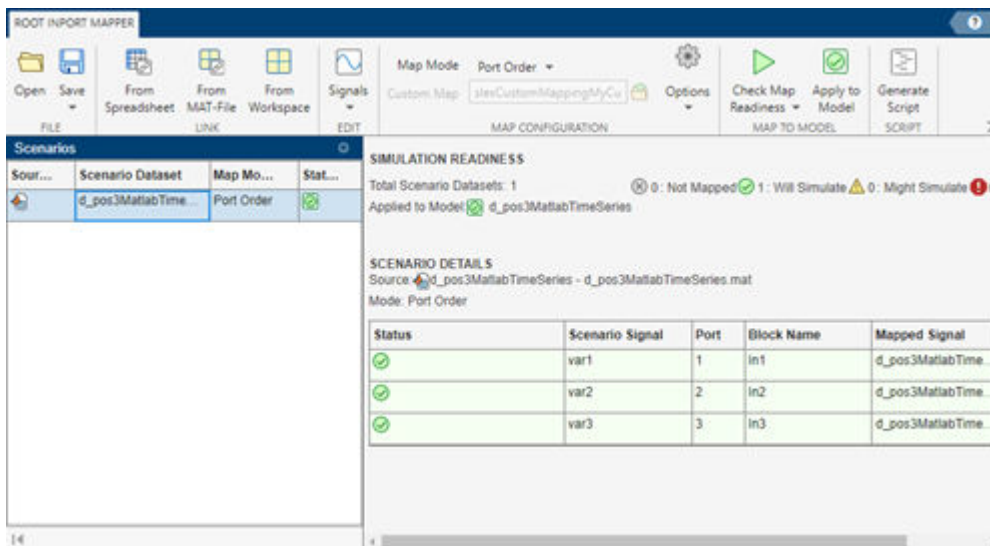 ROOT INPORT MAPPER
?
Map Mode Port Order
Open Save From From From Signals Custom Map slexCustomMappingMyCu Options Check Map Apply to Generate
Spreadsheet MAT-File Workspace Readiness Model Script
FILE LINK EDIT MAP CONFIGURATION MAP TO MODEL SCRIPT
Scenarios
Sour... Scenario Dataset Map Mo... Stat...
d_pos3MatlabTime... Port Order
SIMULATION READINESS
Total Scenario Datasets: 1 0 : Not Mapped 1 : Will Simulate 0 : Might Simulate
Applied to Model: d_pos3MatlabTimeSeries
SCENARIO DETAILS
Source: d_pos3MatlabTimeSeries - d_pos3MatlabTimeSeries.mat
Mode: Port Order
Status Scenario Signal Port Block Name Mapped Signal
var1 1 In1 d_pos3MatlabTime...
var2 2 In2 d_pos3MatlabTime...
var3 3 In3 d_pos3MatlabTime...